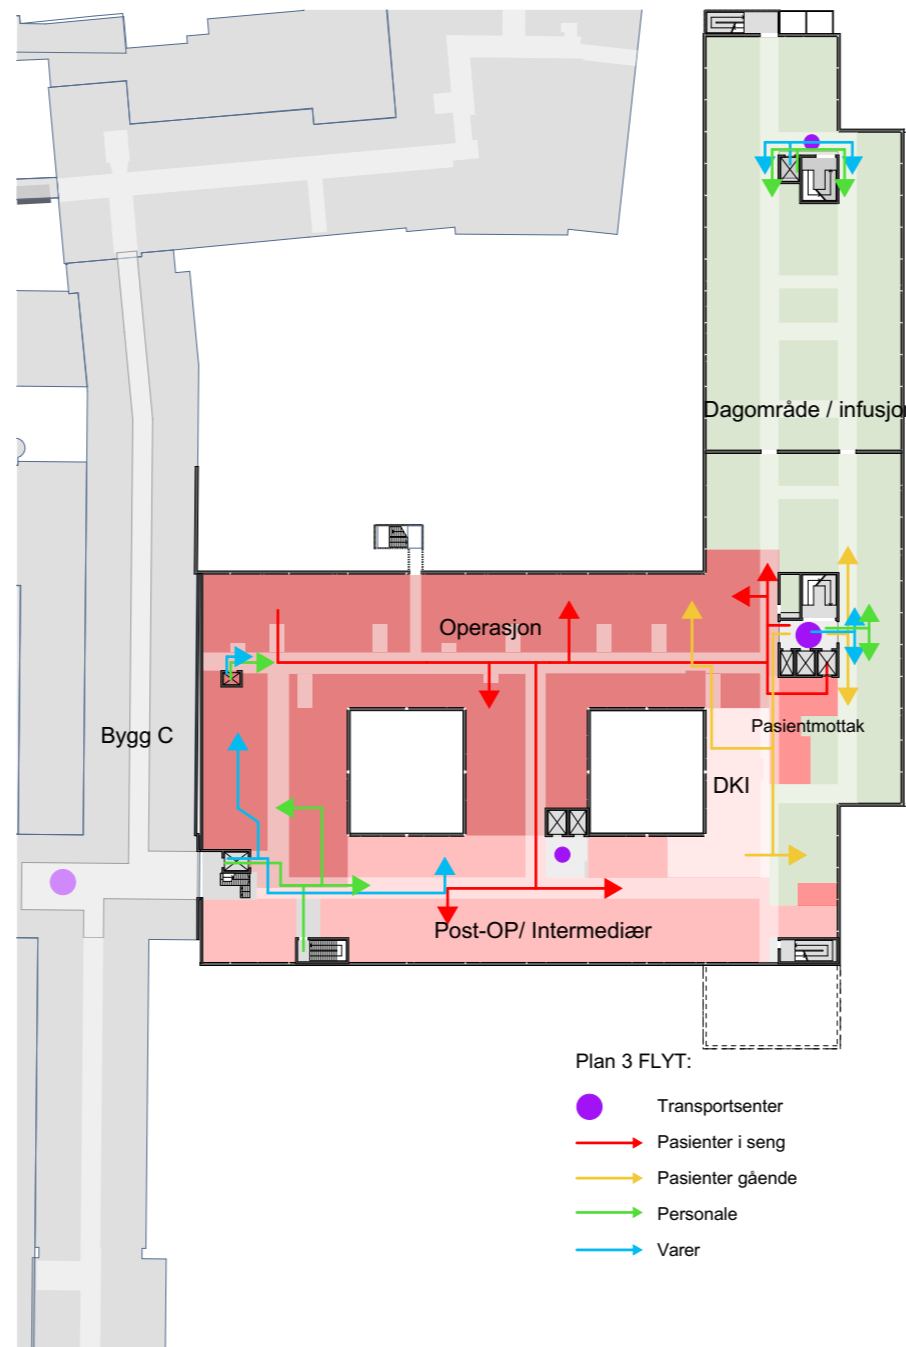 Dagområde / infusjon
Operasjon
Pasientmottak
Bygg C
DKI
Post-OP/ Intermediær
Plan 3 FLYT:
Transportsenter
Pasienter i seng
Pasienter gående
Personale
Varer